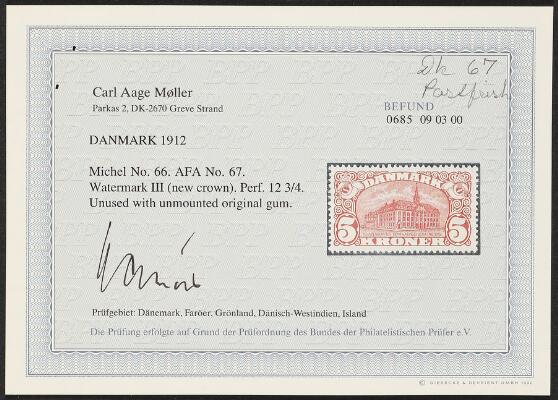 Dk 67
Postfrisk
Carl Aage Møller
Parkas 2, DK-2670 Greve Strand
BEFUND
0685 09 03 00
DANMARK 1912
Michel No. 66. AFA No. 67.
Watermark III (new crown). Perf. 12 3/4.
Unused with unmounted original gum.
DANMARK
5 KRONER 5
Prüfgebiet: Dänemark, Faröer, Grönland, Dänisch-Westindien, Island
Die Prüfung erfolgte auf Grund der Prüfordnung des Bundes der Philatelistischen Prüfer e.V.
© GIESECKE & DEVRIENT GMBH